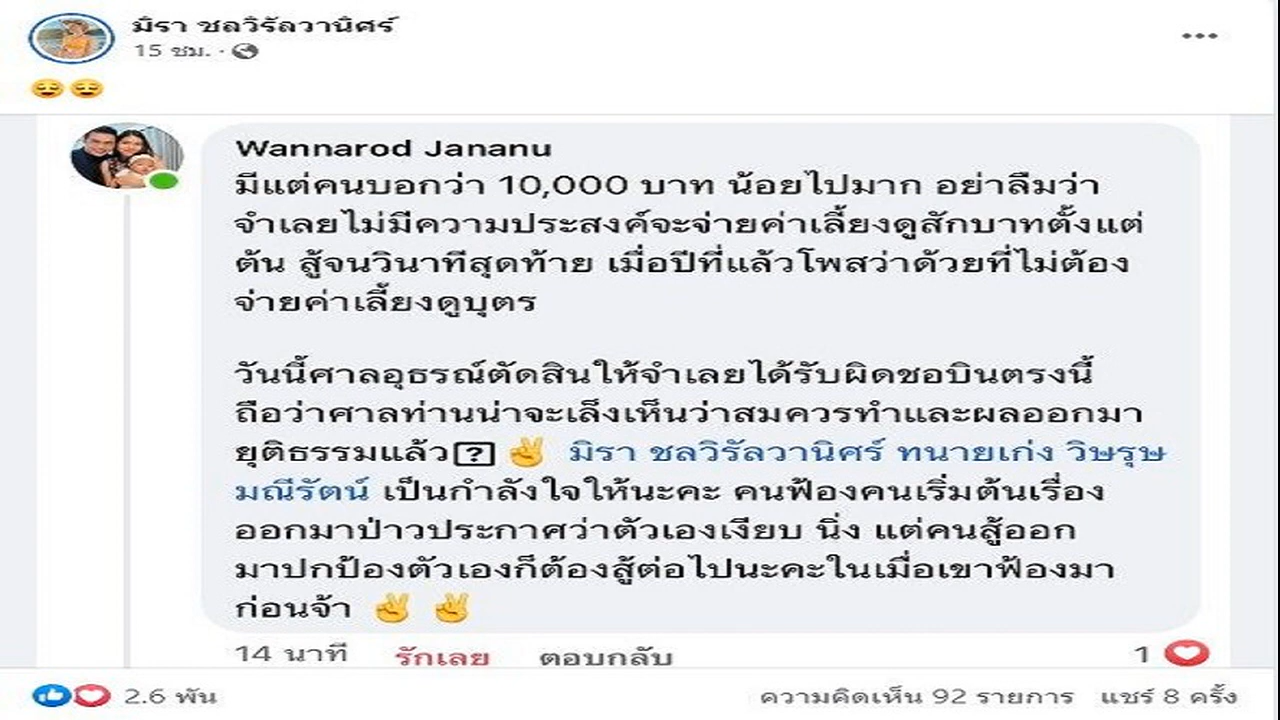 มิรา ชลวิรัลวานิศร์
15 ชม. ·
Wannarod Jananu
มีแต่คนบอกว่า 10,000 บาท น้อยไปมาก อย่าลืมว่า
จำเลยไม่มีความประสงค์จะจ่ายค่าเลี้ยงดูสักบาทตั้งแต่
ต้น สู้จนวินาทีสุดท้าย เมื่อปีที่แล้วโพสว่าด้วยที่ไม่ต้อง
จ่ายค่าเลี้ยงดูบุตร
วันนี้ศาลอุธรณ์ตัดสินให้จำเลยได้รับผิดชอบินตรงนี้
ถือว่าศาลท่านน่าจะเล็งเห็นว่าสมควรทำและผลออกมา
ยุติธรรมแล้ว✌️ มิรา ชลวิรัลวานิศร์ ทนายเก่ง วิษรุษ
มณีรัตน์ เป็นกำลังใจให้นะคะ คนฟ้องคนเริ่มต้นเรื่อง
ออกมาป่าวประกาศว่าตัวเองเงียบ นิ่ง แต่คนสู้ออก
มาปกป้องตัวเองก็ต้องสู้ต่อไปนะคะในเมื่อเขาฟ้องมา
ก่อนจ้า ✌️ ✌️
14 นาที รักเลย ตอบกลับ 1
2.6 พัน ความคิดเห็น 92 รายการ แชร์ 8 ครั้ง